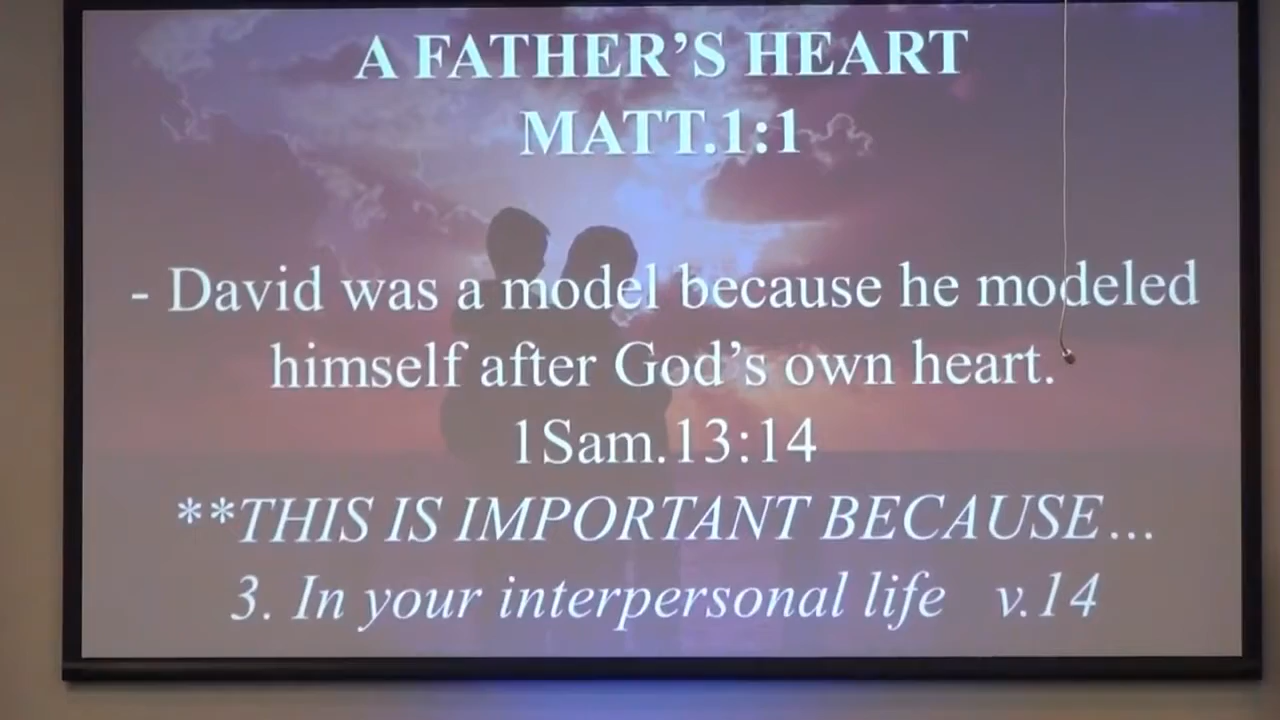 A FATHER’S HEART
MATT.1:1
- David was a model because he modeled
himself after God’s own heart.
1Sam.13:14
**THIS IS IMPORTANT BECAUSE…
3. In your interpersonal life v.14